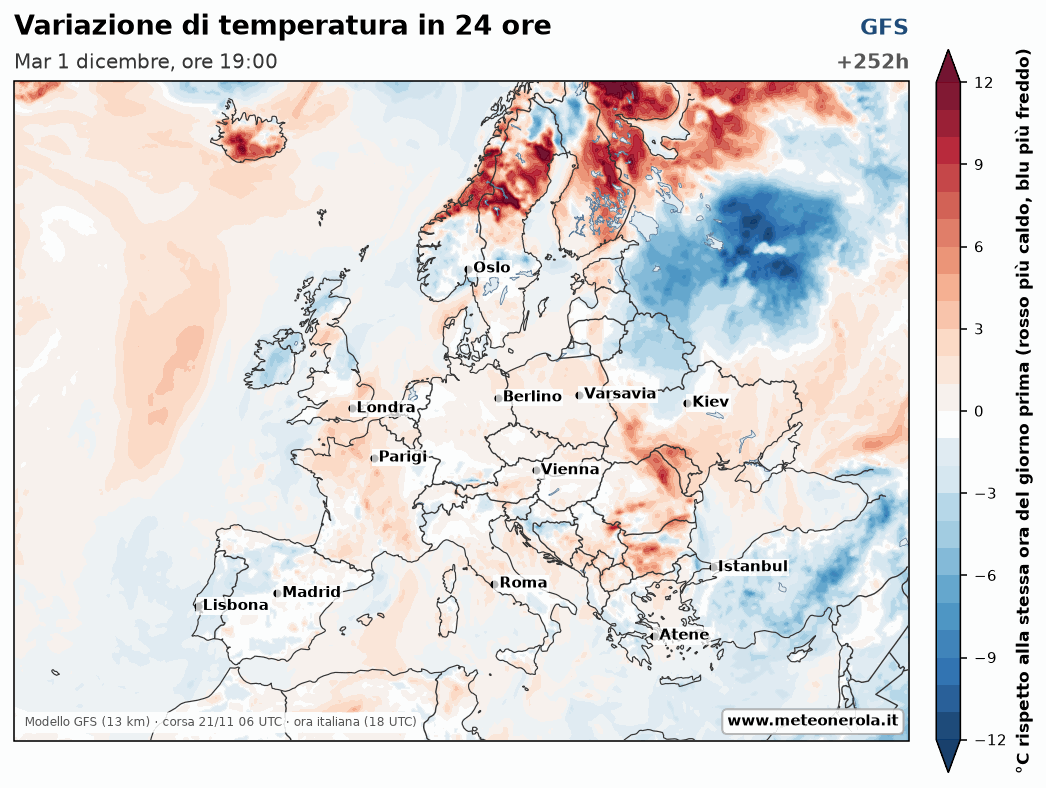 Variazione di temperatura in 24 ore
GFS
Mar 1 dicembre, ore 19:00
+252h
Oslo
Londra
Berlino
Varsavia
Kiev
Parigi
Vienna
Istanbul
Madrid
Roma
Lisbona
Atene
Modello GFS (13 km) · corsa 21/11 06 UTC · ora italiana (18 UTC)
www.meteonerola.it
12
9
6
3
0
−3
−6
−9
−12
°C rispetto alla stessa ora del giorno prima (rosso più caldo, blu più freddo)